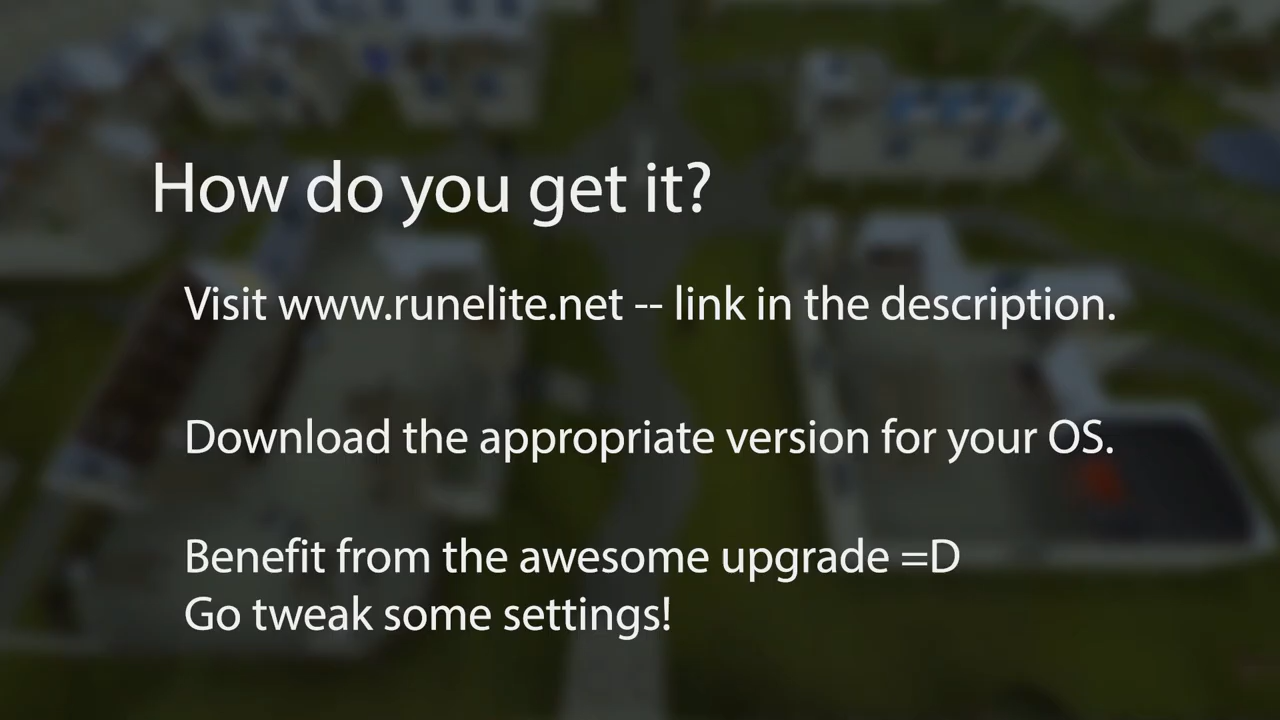 How do you get it?
Visit www.runelite.net -- link in the description.
Download the appropriate version for your OS.
Benefit from the awesome upgrade =D
Go tweak some settings!